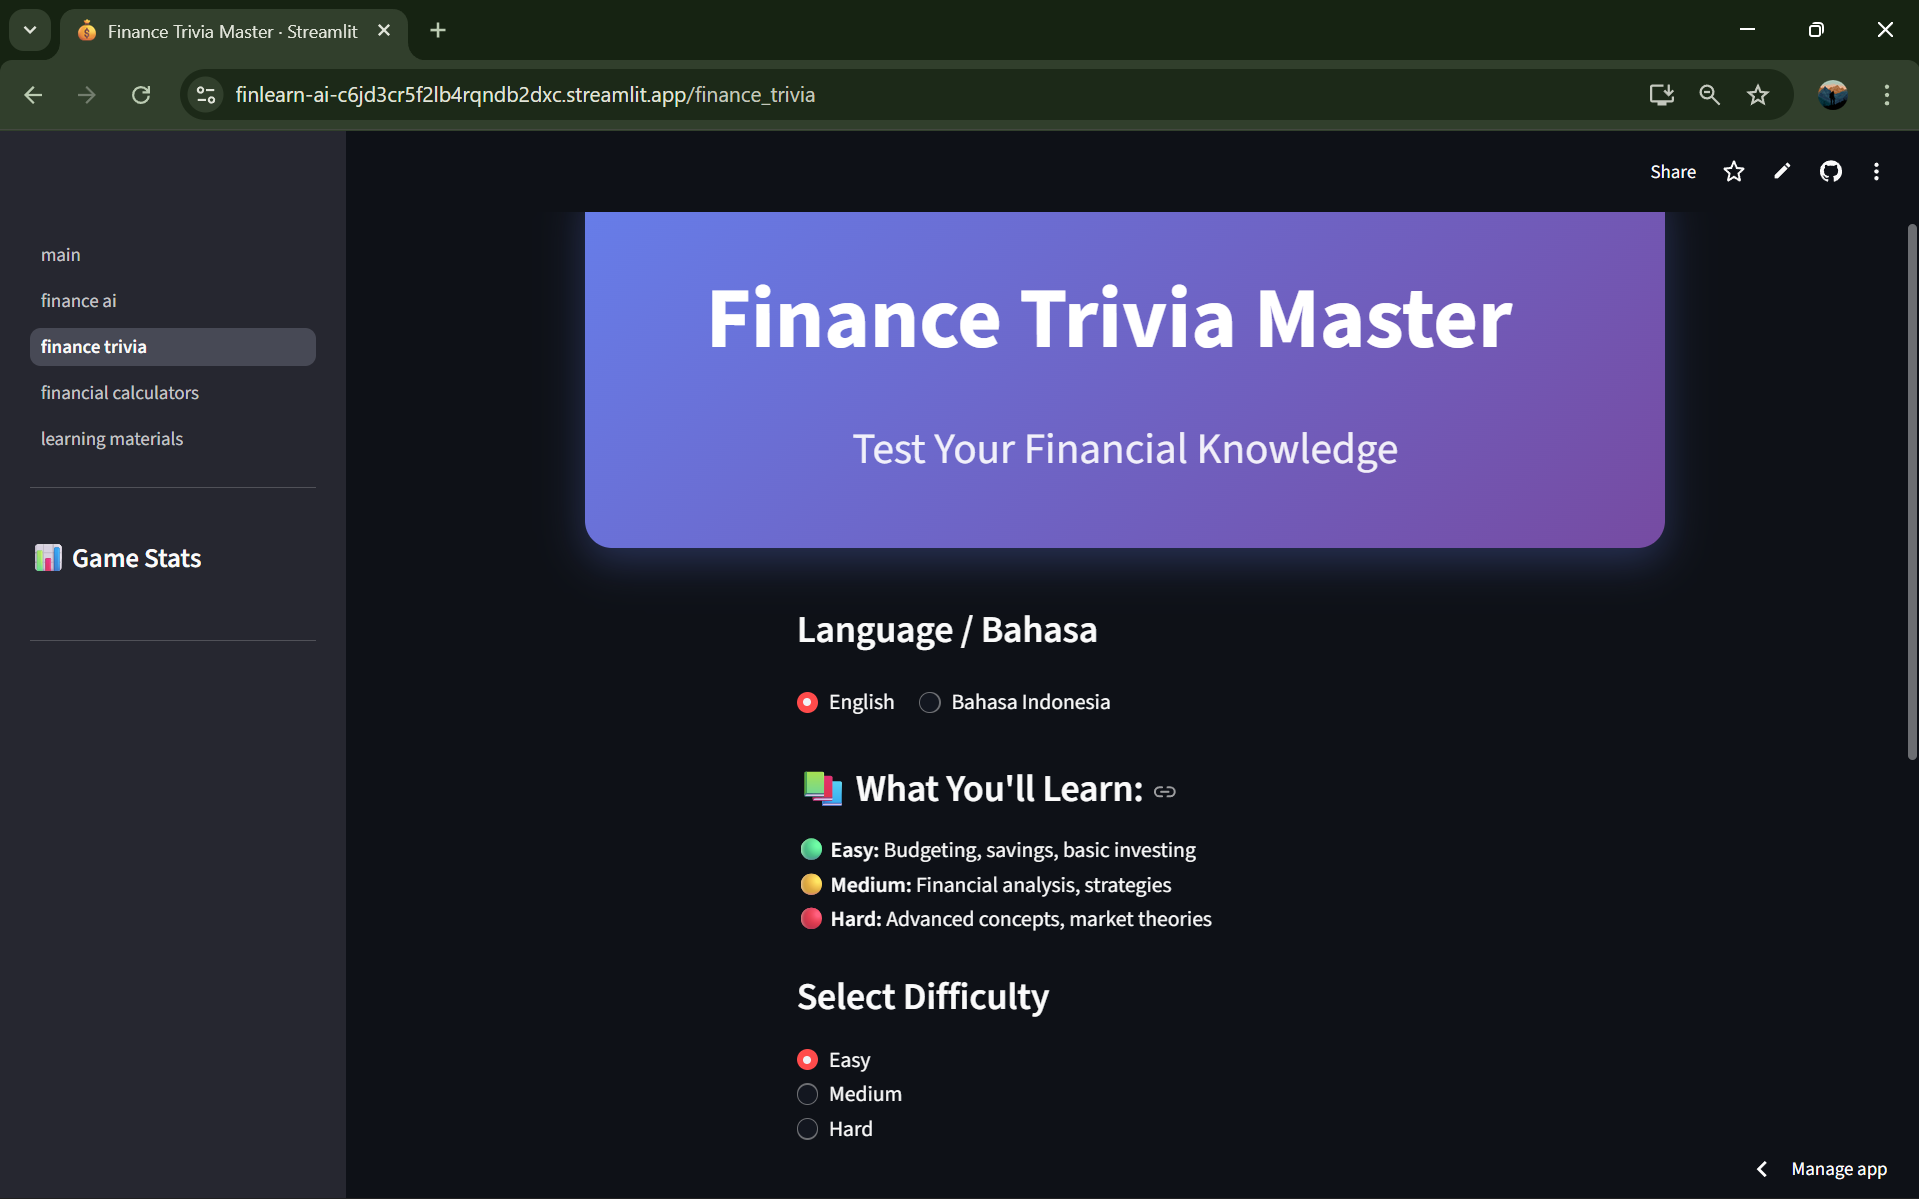 Finance Trivia Master · Streamlit
finlearn-ai-c6jd3cr5f2lb4rqndb2dxc.streamlit.app/finance_trivia
Share
main
finance ai
finance trivia
financial calculators
learning materials
Game Stats
Finance Trivia Master
Test Your Financial Knowledge
Language / Bahasa
English Bahasa Indonesia
What You'll Learn:
Easy: Budgeting, savings, basic investing
Medium: Financial analysis, strategies
Hard: Advanced concepts, market theories
Select Difficulty
Easy
Medium
Hard
Manage app